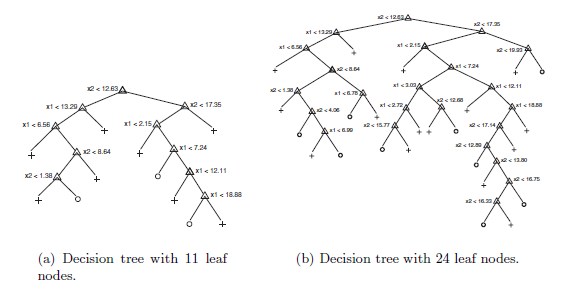 x2 < 12.63
x1 < 13.29
x2 < 17.35
x1 < 6.56
x1 < 2.15
x2 < 8.64
x1 < 7.24
x2 < 1.38
x1 < 12.11
x1 < 18.88
(a) Decision tree with 11 leaf
nodes.
x2 < 12.63
x1 < 13.29
x2 < 17.35
x1 < 6.56
x1 < 2.15
x2 < 19.93
x2 < 8.64
x1 < 7.24
x2 < 1.38
x1 < 6.78
x1 < 3.03
x1 < 12.11
x2 < 4.06
x1 < 2.72
x2 < 12.68
x1 < 18.88
x1 < 6.99
x2 < 15.77
x2 < 17.14
x2 < 12.89
x2 < 13.80
x2 < 16.75
x2 < 16.33
(b) Decision tree with 24 leaf nodes.